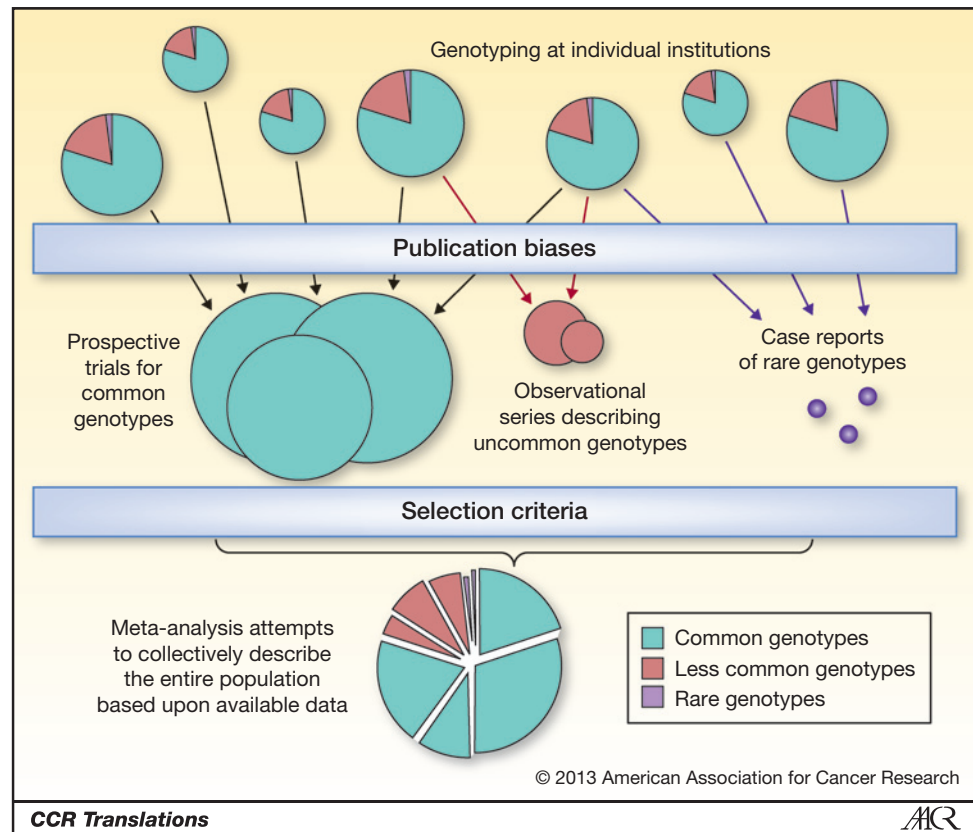 Genotyping at individual institutions
Publication biases
Prospective
trials for
common
genotypes
Observational
series describing
uncommon genotypes
Case reports
of rare genotypes
Selection criteria
Meta-analysis attempts
to collectively describe
the entire population
based upon available data
Common genotypes
Less common genotypes
Rare genotypes
© 2013 American Association for Cancer Research
CCR Translations
AACR